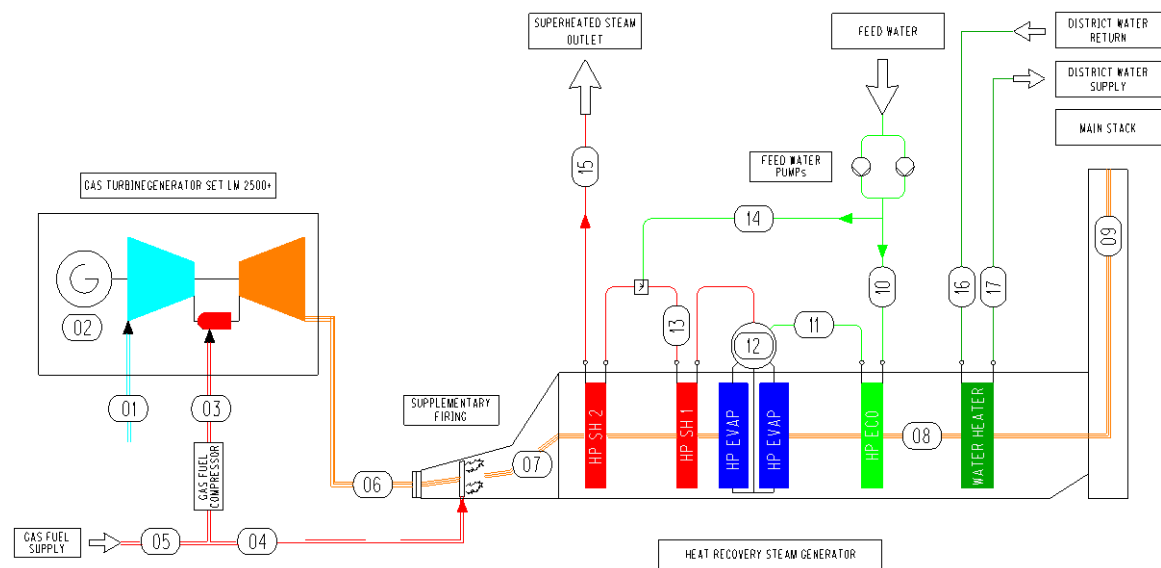 SUPERHEATED STEAM
OUTLET
FEED WATER
DISTRICT WATER
RETURN
DISTRICT WATER
SUPPLY
MAIN STACK
15
FEED WATER
PUMPs
GAS TURBINEGENERATOR SET LM 2500+
14
09
G
02
10
16
17
13
11
12
01
03
SUPPLEMENTARY
FIRING
HP SH 2
HP SH 1
HP EVAP
HP EVAP
HP ECO
WATER HEATER
08
07
06
GAS FUEL
COMPRESSOR
GAS FUEL
SUPPLY
05
04
HEAT RECOVERY STEAM GENERATOR